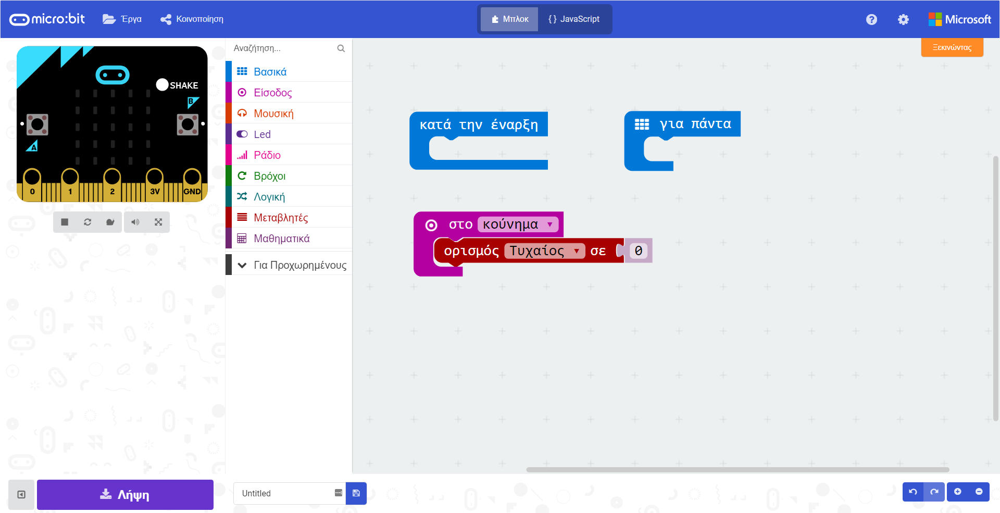 micro:bit
Έργα
Κοινοποίηση
Μπλοκ
{} JavaScript
Microsoft
Ξεκινώντας
SHAKE
B
A
0 1 2 3V GND
Αναζήτηση...
Βασικά
Είσοδος
Μουσική
Led
Ράδιο
Βρόχοι
Λογική
Μεταβλητές
Μαθηματικά
Για Προχωρημένους
κατά την έναρξη
για πάντα
στο κούνημα
ορισμός Τυχαίος σε 0
Λήψη
Untitled